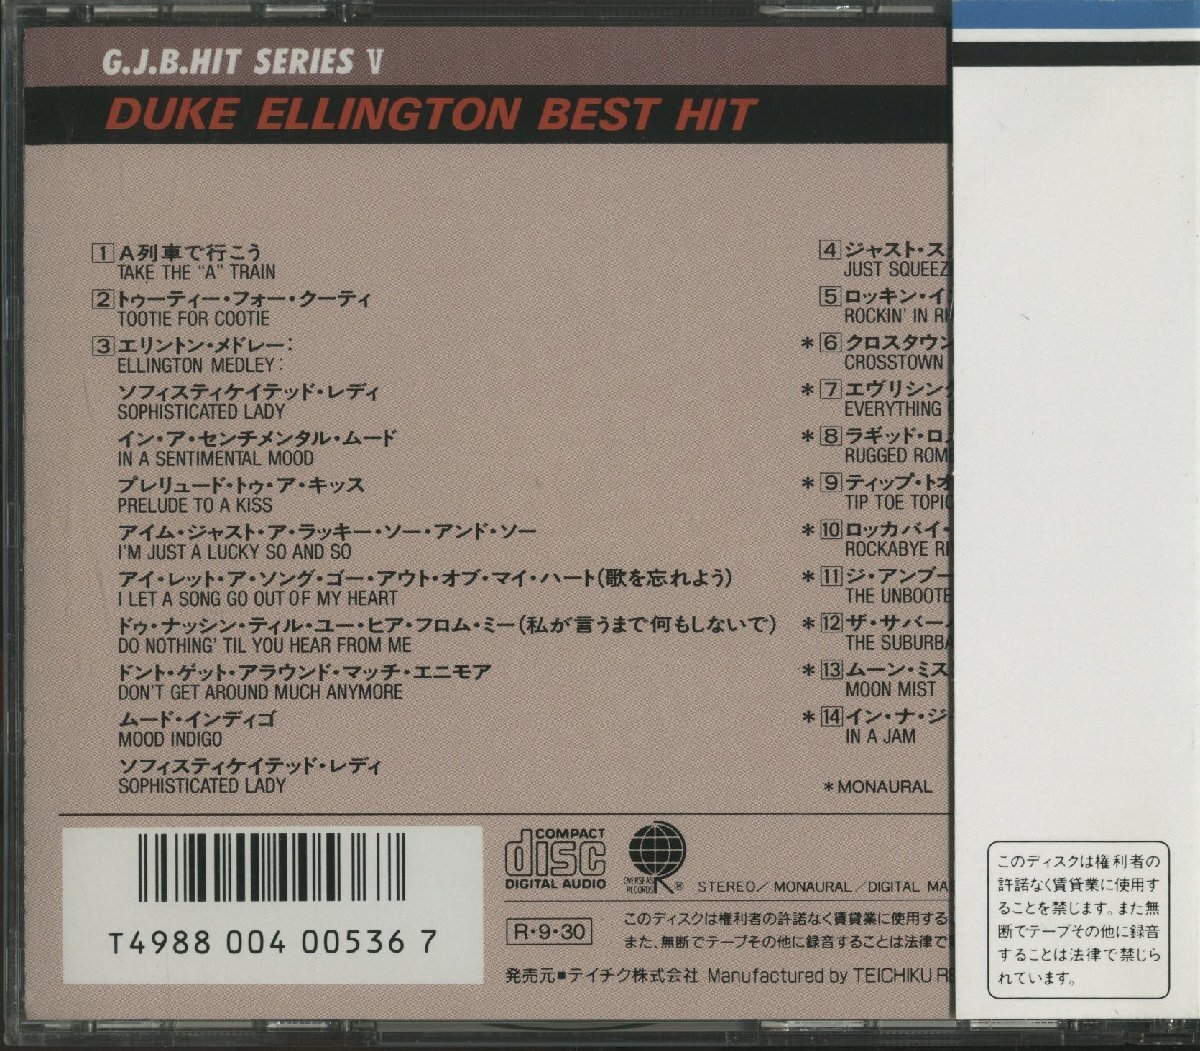 G.J.B.HIT SERIES V
DUKE ELLINGTON BEST HIT
1 A列車で行こう
TAKE THE "A" TRAIN
2 トゥーティー・フォー・クーティ
TOOTIE FOR COOTIE
3 エリントン・メドレー:
ELLINGTON MEDLEY:
ソフィスティケイテッド・レディ
SOPHISTICATED LADY
イン・ア・センチメンタル・ムード
IN A SENTIMENTAL MOOD
プレリュード・トゥ・ア・キッス
PRELUDE TO A KISS
アイム・ジャスト・ア・ラッキー・ソー・アンド・ソー
I'M JUST A LUCKY SO AND SO
アイ・レット・ア・ソング・ゴー・アウト・オブ・マイ・ハート(歌を忘れよう)
I LET A SONG GO OUT OF MY HEART
ドゥ・ナッシン・ティル・ユー・ヒア・フロム・ミー(私が言うまで何もしないで)
DO NOTHING' TIL YOU HEAR FROM ME
ドント・ゲット・アラウンド・マッチ・エニモア
DON'T GET AROUND MUCH ANYMORE
ムード・インディゴ
MOOD INDIGO
ソフィスティケイテッド・レディ
SOPHISTICATED LADY
4 ジャスト・ス
JUST SQUEEZ
5 ロッキン・イ
ROCKIN' IN
* 6 クロスタウン
CROSSTOWN
* 7 エヴリシング
EVERYTHING
* 8 ラギッド・ロ
RUGGED ROM
* 9 ティップ・トオ
TIP TOE TOPI
* 10 ロッカバイ・
ROCKABYE
* 11 ジ・アンブー
THE UNBOOTE
* 12 ザ・サバー
THE SUBURBA
* 13 ムーン・ミス
MOON MIST
* 14 イン・ナ・ジ
IN A JAM
*MONAURAL
T4988 004 00536 7
COMPACT
disc
DIGITAL AUDIO
OVERSEAS
RECORDS
®
STEREO/MONAURAL/DIGITAL MA
R・9・30
このディスクは権利者の許諾なく賃貸業に使用する
また、無断でテープその他に録音することは法律で
発売元■テイチク株式会社 Manufactured by TEICHIKU RE
このディスクは権利者の
許諾なく賃貸業に使用す
ることを禁じます。また無
断でテープその他に録音
することは法律で禁じら
れています。